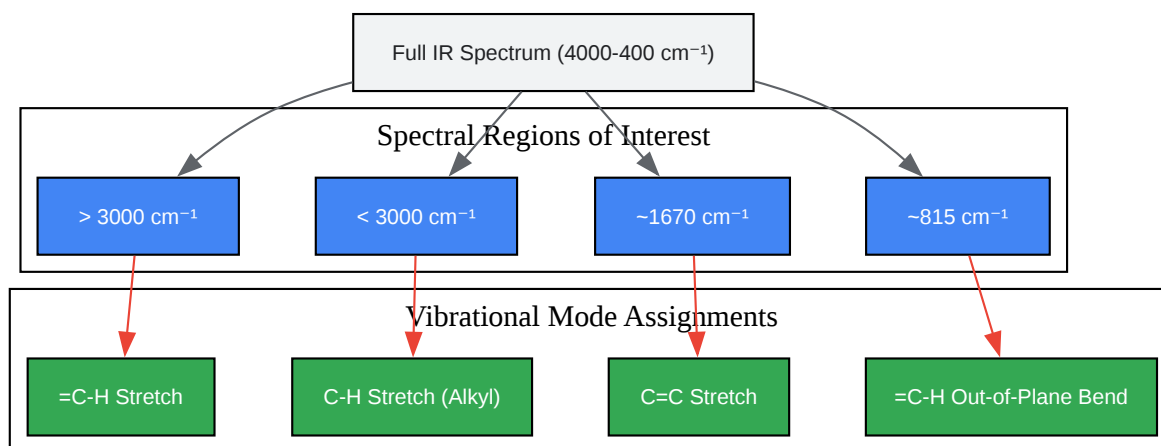 Full IR Spectrum (4000-400 cm⁻¹)
Spectral Regions of Interest
> 3000 cm⁻¹
< 3000 cm⁻¹
~1670 cm⁻¹
~815 cm⁻¹
Vibrational Mode Assignments
=C-H Stretch
C-H Stretch (Alkyl)
C=C Stretch
=C-H Out-of-Plane Bend